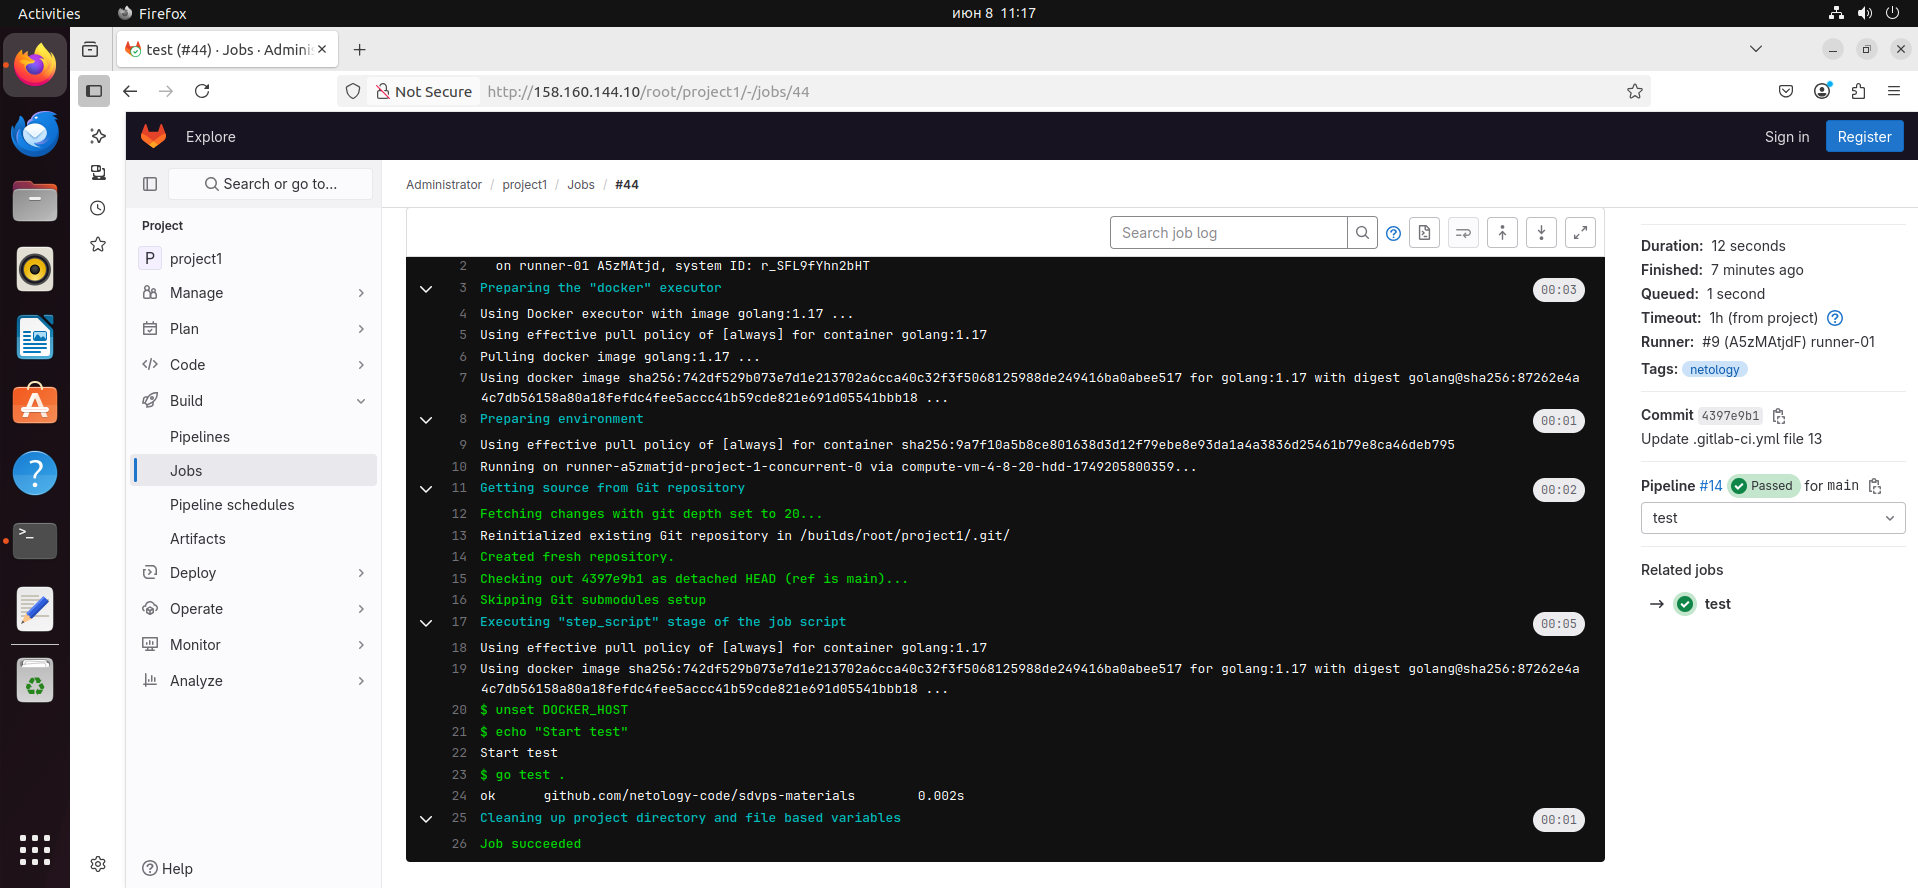 Activities
Firefox
июн 8 11:17
test (#44) · Jobs · Admini
Not Secure
http://158.160.144.10/root/project1/-/jobs/44
Explore
Sign in
Register
Search or go to...
Administrator / project1 / Jobs / #44
Project
P project1
Manage
Plan
Code
Build
Pipelines
Jobs
Pipeline schedules
Artifacts
Deploy
Operate
Monitor
Analyze
Help
Search job log
2 on runner-01 A5zMAtjd, system ID: r_SFL9fYhn2bHT
3 Preparing the "docker" executor 00:03
4 Using Docker executor with image golang:1.17 ...
5 Using effective pull policy of [always] for container golang:1.17
6 Pulling docker image golang:1.17 ...
7 Using docker image sha256:742df529b073e7d1e213702a6cca40c32f3f5068125988de249416ba0abee517 for golang:1.17 with digest golang@sha256:87262e4a
4c7db56158a80a18fefdc4fee5accc41b59cde821e691d05541bbb18 ...
8 Preparing environment 00:01
9 Using effective pull policy of [always] for container sha256:9a7f10a5b8ce801638d3d12f79ebe8e93da1a4a3836d25461b79e8ca46deb795
10 Running on runner-a5zmatjd-project-1-concurrent-0 via compute-vm-4-8-20-hdd-1749205800359...
11 Getting source from Git repository 00:02
12 Fetching changes with git depth set to 20...
13 Reinitialized existing Git repository in /builds/root/project1/.git/
14 Created fresh repository.
15 Checking out 4397e9b1 as detached HEAD (ref is main)...
16 Skipping Git submodules setup
17 Executing "step_script" stage of the job script 00:05
18 Using effective pull policy of [always] for container golang:1.17
19 Using docker image sha256:742df529b073e7d1e213702a6cca40c32f3f5068125988de249416ba0abee517 for golang:1.17 with digest golang@sha256:87262e4a
4c7db56158a80a18fefdc4fee5accc41b59cde821e691d05541bbb18 ...
20 $ unset DOCKER_HOST
21 $ echo "Start test"
22 Start test
23 $ go test .
24 ok github.com/netology-code/sdvps-materials 0.002s
25 Cleaning up project directory and file based variables 00:01
26 Job succeeded
Duration: 12 seconds
Finished: 7 minutes ago
Queued: 1 second
Timeout: 1h (from project)
Runner: #9 (A5zMAtjdF) runner-01
Tags: netology
Commit 4397e9b1
Update .gitlab-ci.yml file 13
Pipeline #14 Passed for main
test
Related jobs
test